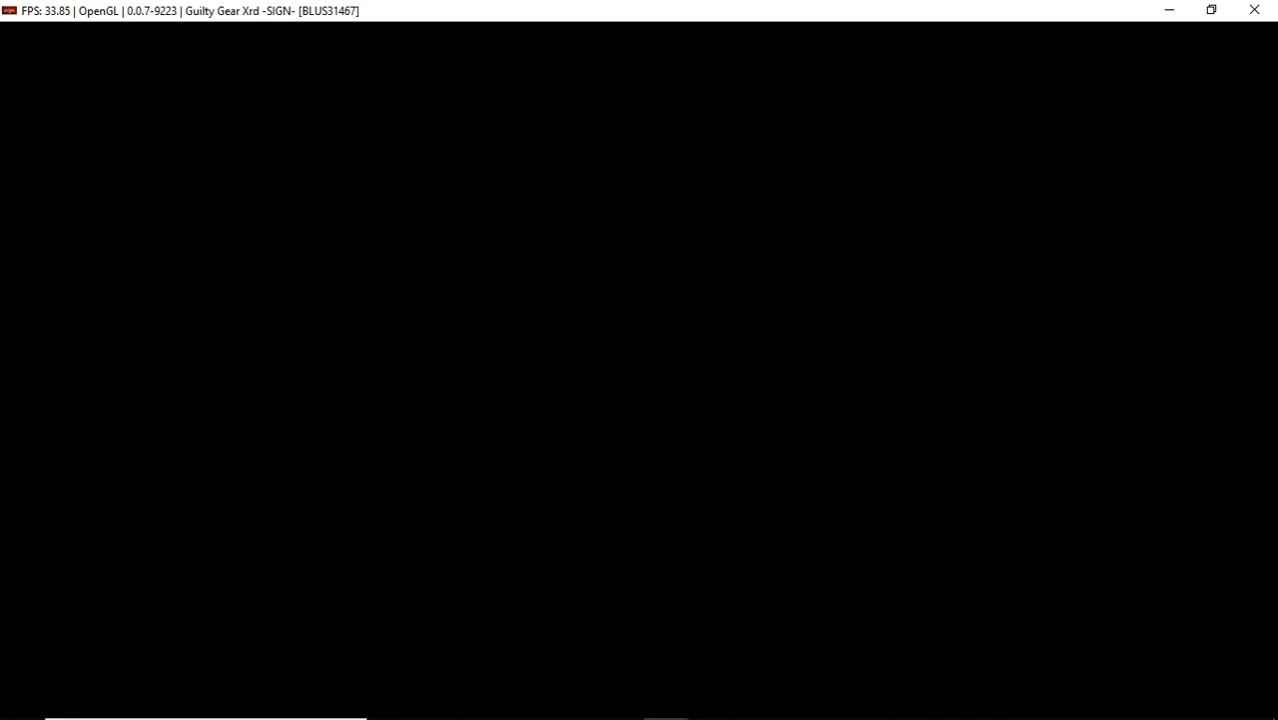 FPS: 33.85 | OpenGL | 0.0.7-9223 | Guilty Gear Xrd -SIGN- [BLUS31467]